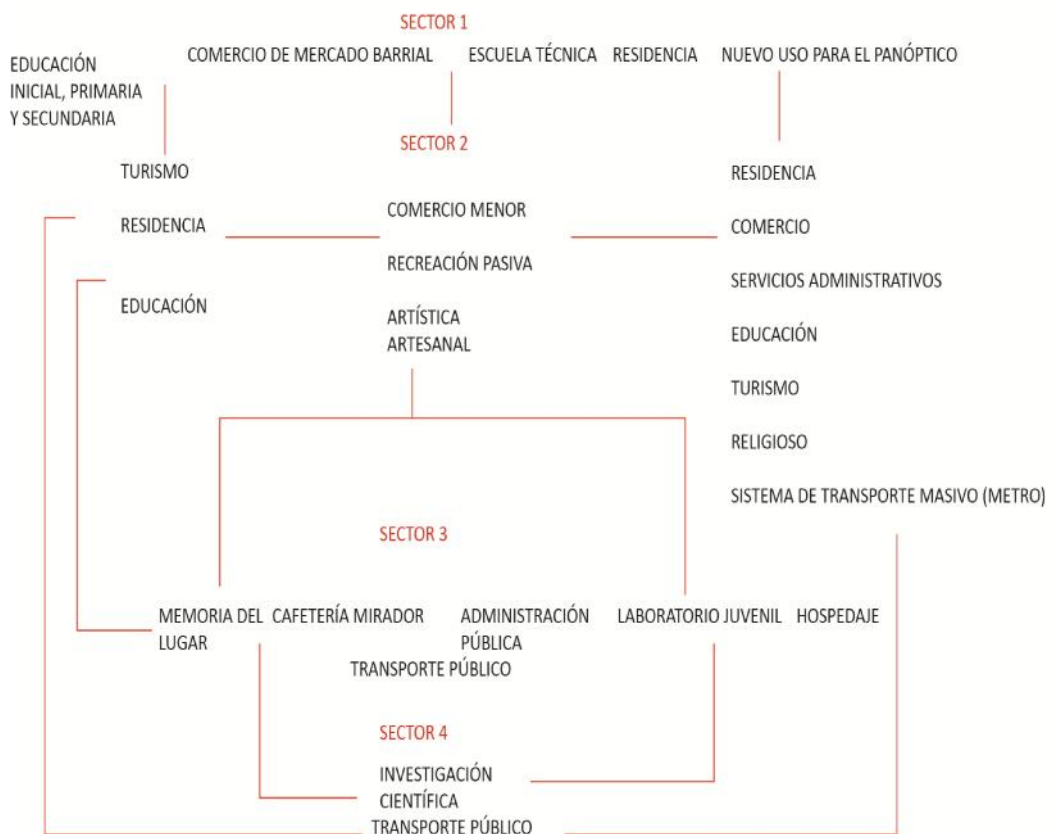 SECTOR 1
COMERCIO DE MERCADO BARRIAL
ESCUELA TÉCNICA
RESIDENCIA
NUEVO USO PARA EL PANÓPTICO
EDUCACIÓN
INICIAL, PRIMARIA
Y SECUNDARIA
SECTOR 2
TURISMO
RESIDENCIA
EDUCACIÓN
COMERCIO MENOR
RECREACIÓN PASIVA
ARTÍSTICA
ARTESANAL
RESIDENCIA
COMERCIO
SERVICIOS ADMINISTRATIVOS
EDUCACIÓN
TURISMO
RELIGIOSO
SISTEMA DE TRANSPORTE MASIVO (METRO)
SECTOR 3
MEMORIA DEL
LUGAR
CAFETERÍA MIRADOR
ADMINISTRACIÓN
PÚBLICA
LABORATORIO JUVENIL
HOSPEDAJE
TRANSPORTE PÚBLICO
SECTOR 4
INVESTIGACIÓN
CIENTÍFICA
TRANSPORTE PÚBLICO